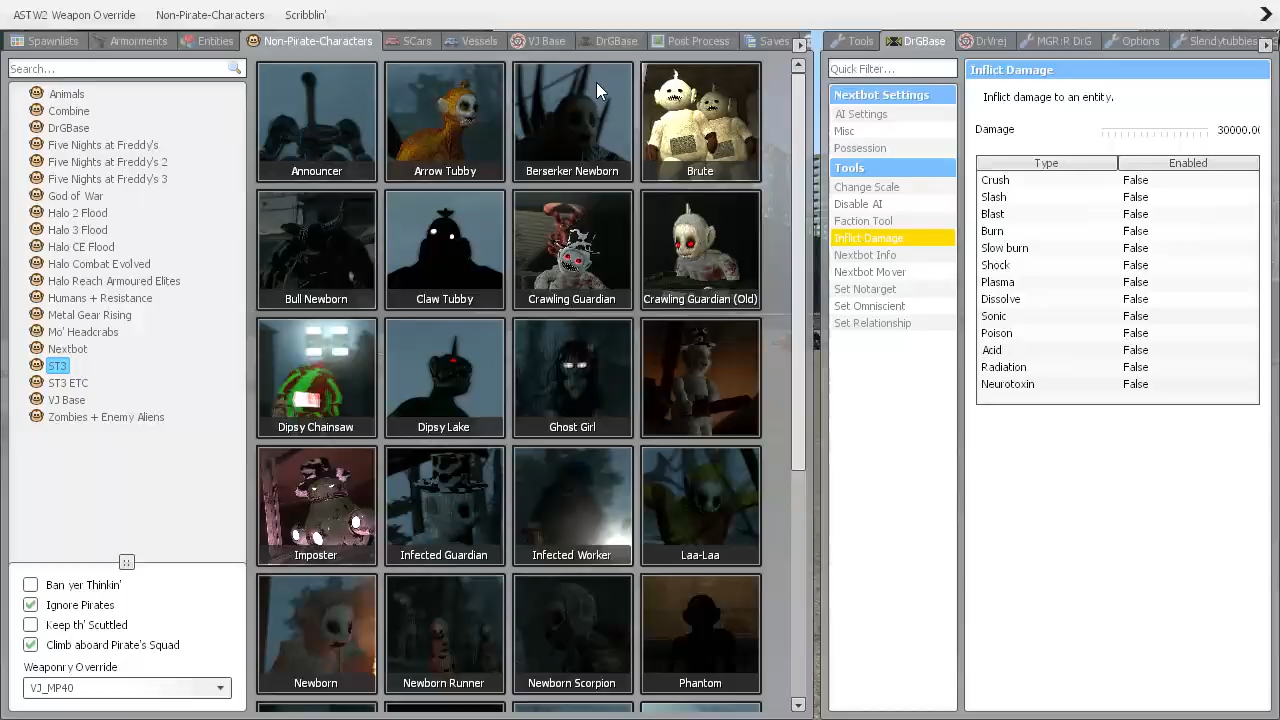 ASTW2 Weapon Override Non-Pirate-Characters Scribblin'
Spawnlists Armorments Entities Non-Pirate-Characters SCars Vessels VJ Base DrGBase Post Process Saves
Tools DrGBase DrVrej MGR:R DrG Options Slendytubbies
Search...
Animals
Combine
DrGBase
Five Nights at Freddy's
Five Nights at Freddy's 2
Five Nights at Freddy's 3
God of War
Halo 2 Flood
Halo 3 Flood
Halo CE Flood
Halo Combat Evolved
Halo Reach Armoured Elites
Humans + Resistance
Metal Gear Rising
Mo' Headcrabs
Nextbot
ST3
ST3 ETC
VJ Base
Zombies + Enemy Aliens
Ban yer Thinkin'
Ignore Pirates
Keep th' Scuttled
Climb aboard Pirate's Squad
Weaponry Override
VJ_MP40
Announcer Arrow Tubby Berserker Newborn Brute
Bull Newborn Claw Tubby Crawling Guardian Crawling Guardian (Old)
Dipsy Chainsaw Dipsy Lake Ghost Girl
Imposter Infected Guardian Infected Worker Laa-Laa
Newborn Newborn Runner Newborn Scorpion Phantom
Quick Filter...
Nextbot Settings
AI Settings
Misc
Possession
Tools
Change Scale
Disable AI
Faction Tool
Inflict Damage
Nextbot Info
Nextbot Mover
Set Notarget
Set Omniscient
Set Relationship
Inflict Damage
Inflict damage to an entity.
Damage 30000.00
Type Enabled
Crush False
Slash False
Blast False
Burn False
Slow burn False
Shock False
Plasma False
Dissolve False
Sonic False
Poison False
Acid False
Radiation False
Neurotoxin False